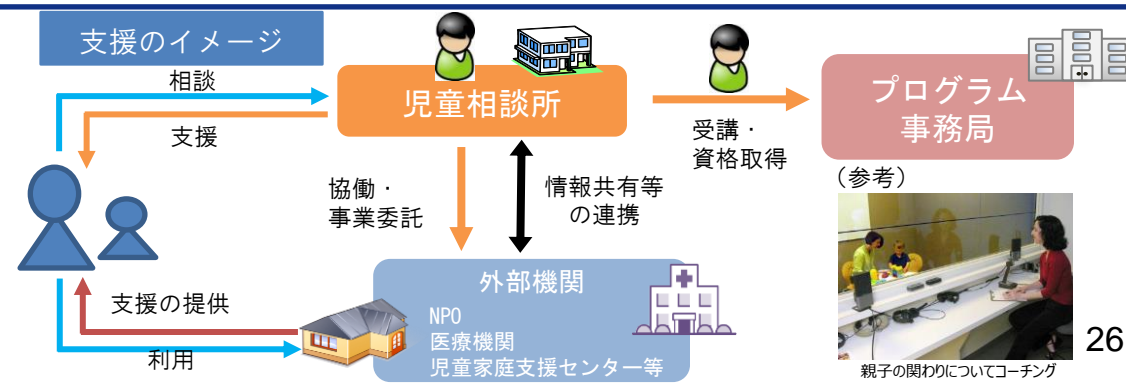 支援のイメージ
相談
支援
児童相談所
受講・
資格取得
プログラム
事務局
協働・
事業委託
情報共有等
の連携
(参考)
外部機関
NPO
医療機関
児童家庭支援センター等
支援の提供
利用
親子の関わりについてコーチング
26